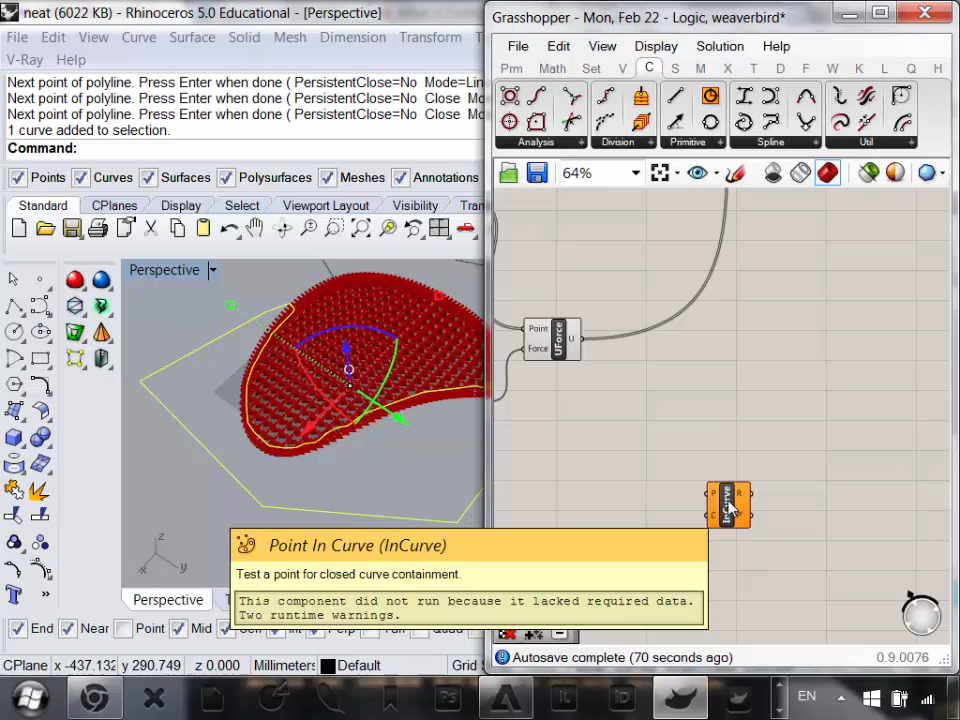 neat (6022 KB) - Rhinoceros 5.0 Educational - [Perspective]
File Edit View Curve Surface Solid Mesh Dimension Transform
V-Ray Help
Next point of polyline. Press Enter when done ( PersistentClose=No Mode=Lin
Next point of polyline. Press Enter when done ( PersistentClose=No Close Mo
Next point of polyline. Press Enter when done ( PersistentClose=No Close Mo
1 curve added to selection.
Command:
Points Curves Surfaces Polysurfaces Meshes Annotations
Standard CPlanes Display Select Viewport Layout Visibility Tran
Perspective
z
x y
Perspective
End Near Point Mid Int Perp
CPlane x -437.132 y 290.749 z 0.000 Millimeters Default Grid S
Grasshopper - Mon, Feb 22 - Logic, weaverbird*
File Edit View Display Solution Help
Prm Math Set V C S M X T D F W K L Q H
Analysis Division Primitive Spline Util
64%
Point
Force
UForce
U
P
C
InCurve
R
Point In Curve (InCurve)
Test a point for closed curve containment.
This component did not run because it lacked required data.
Two runtime warnings.
Autosave complete (70 seconds ago)
0.9.0076
Ps
iD
EN